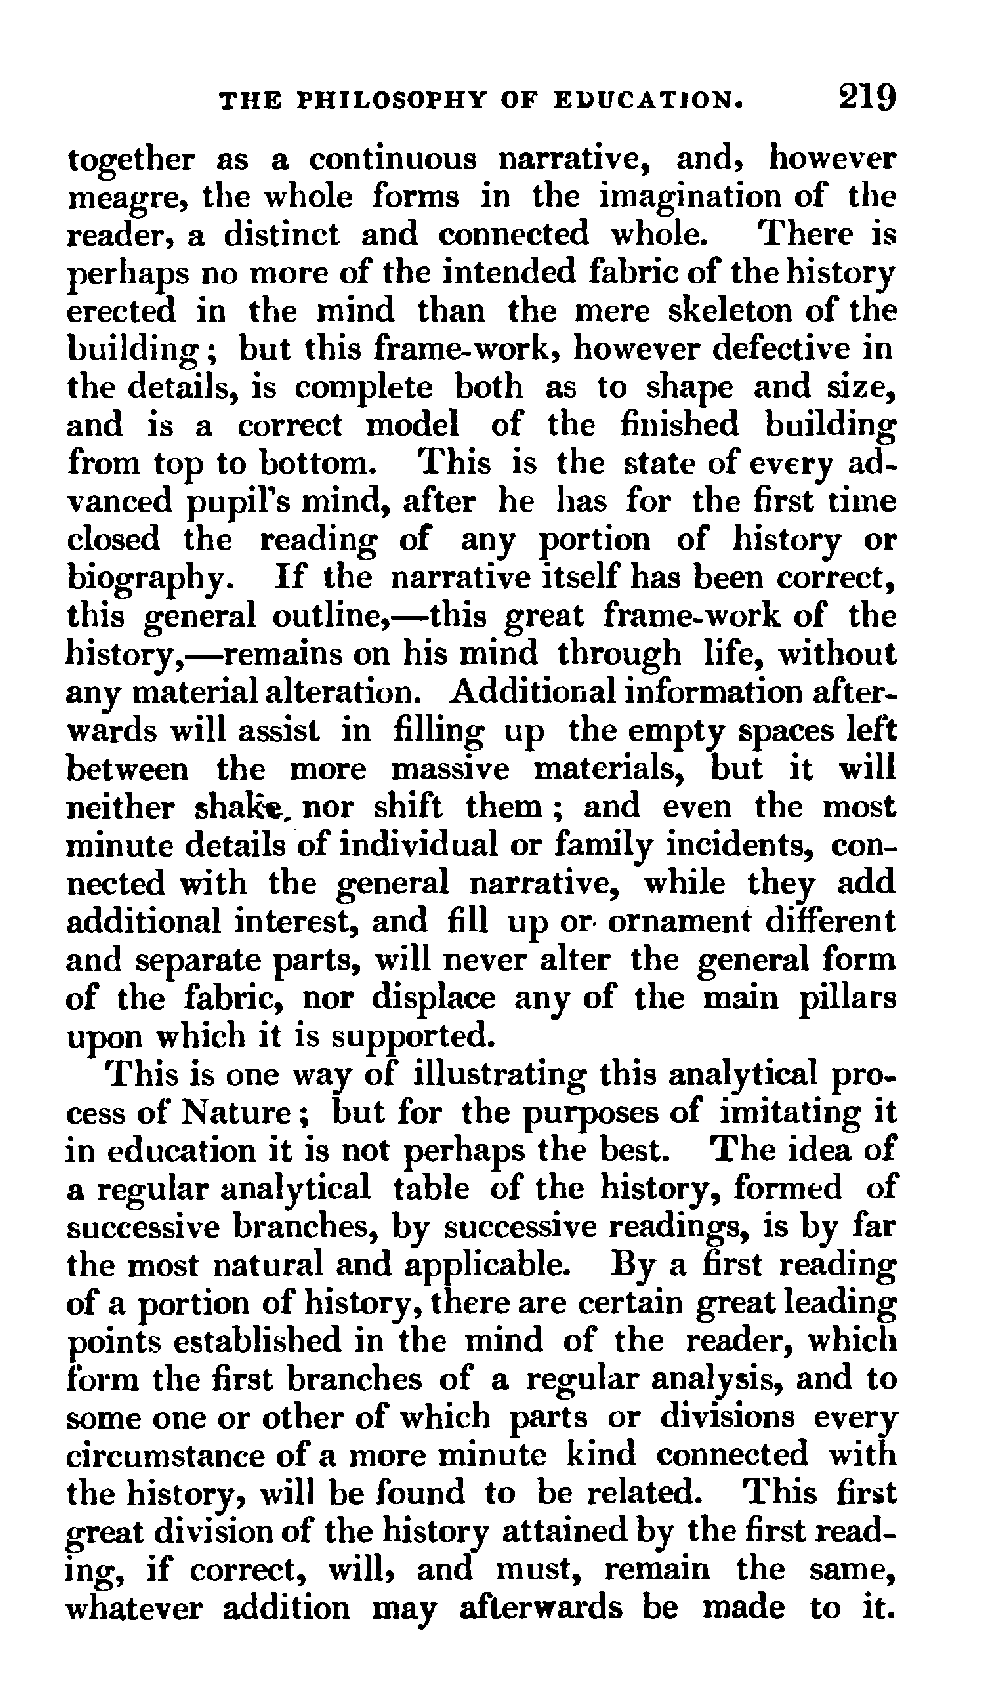 THE PHILOSOPHY OF EDUCATION. 219
together as a continuous narrative, and, however
meagre, the whole forms in the imagination of the
reader, a distinct and connected whole. There is
perhaps no more of the intended fabric of the history
erected in the mind than the mere skeleton of the
building; but this frame-work, however defective in
the details, is complete both as to shape and size,
and is a correct model of the finished building
from top to bottom. This is the state of every ad-
vanced pupil's mind, after he has for the first time
closed the reading of any portion of history or
biography. If the narrative itself has been correct,
this general outline,—this great frame-work of the
history,—remains on his mind through life, without
any material alteration. Additional information after-
wards will assist in filling up the empty spaces left
between the more massive materials, but it will
neither shake, nor shift them; and even the most
minute details of individual or family incidents, con-
nected with the general narrative, while they add
additional interest, and fill up or ornament different
and separate parts, will never alter the general form
of the fabric, nor displace any of the main pillars
upon which it is supported.
This is one way of illustrating this analytical pro-
cess of Nature; but for the purposes of imitating it
in education it is not perhaps the best. The idea of
a regular analytical table of the history, formed of
successive branches, by successive readings, is by far
the most natural and applicable. By a first reading
of a portion of history, there are certain great leading
points established in the mind of the reader, which
form the first branches of a regular analysis, and to
some one or other of which parts or divisions every
circumstance of a more minute kind connected with
the history, will be found to be related. This first
great division of the history attained by the first read-
ing, if correct, will, and must, remain the same,
whatever addition may afterwards be made to it.